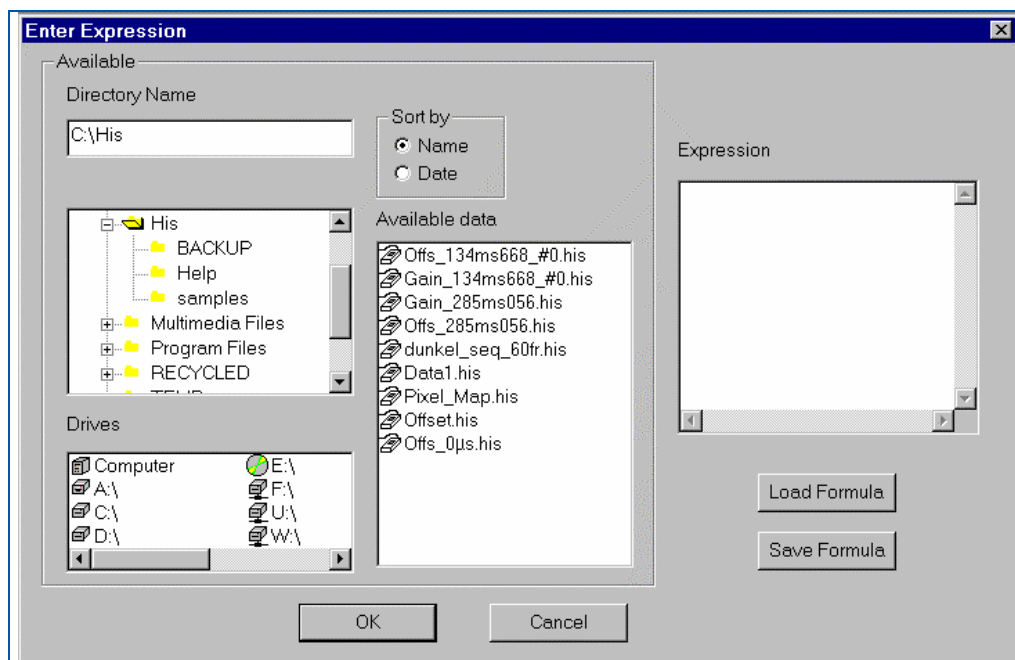 Enter Expression
Available
Directory Name
C:\His
Sort by
Name
Date
His
BACKUP
Help
samples
Multimedia Files
Program Files
RECYCLED
Drives
Computer
A:\
C:\
D:\
E:\
F:\
U:\
W:\
Available data
Offs_134ms668_#0.his
Gain_134ms668_#0.his
Gain_285ms056.his
Offs_285ms056.his
dunkel_seq_60fr.his
Data1.his
Pixel_Map.his
Offset.his
Offs_0µs.his
Expression
Load Formula
Save Formula
OK
Cancel